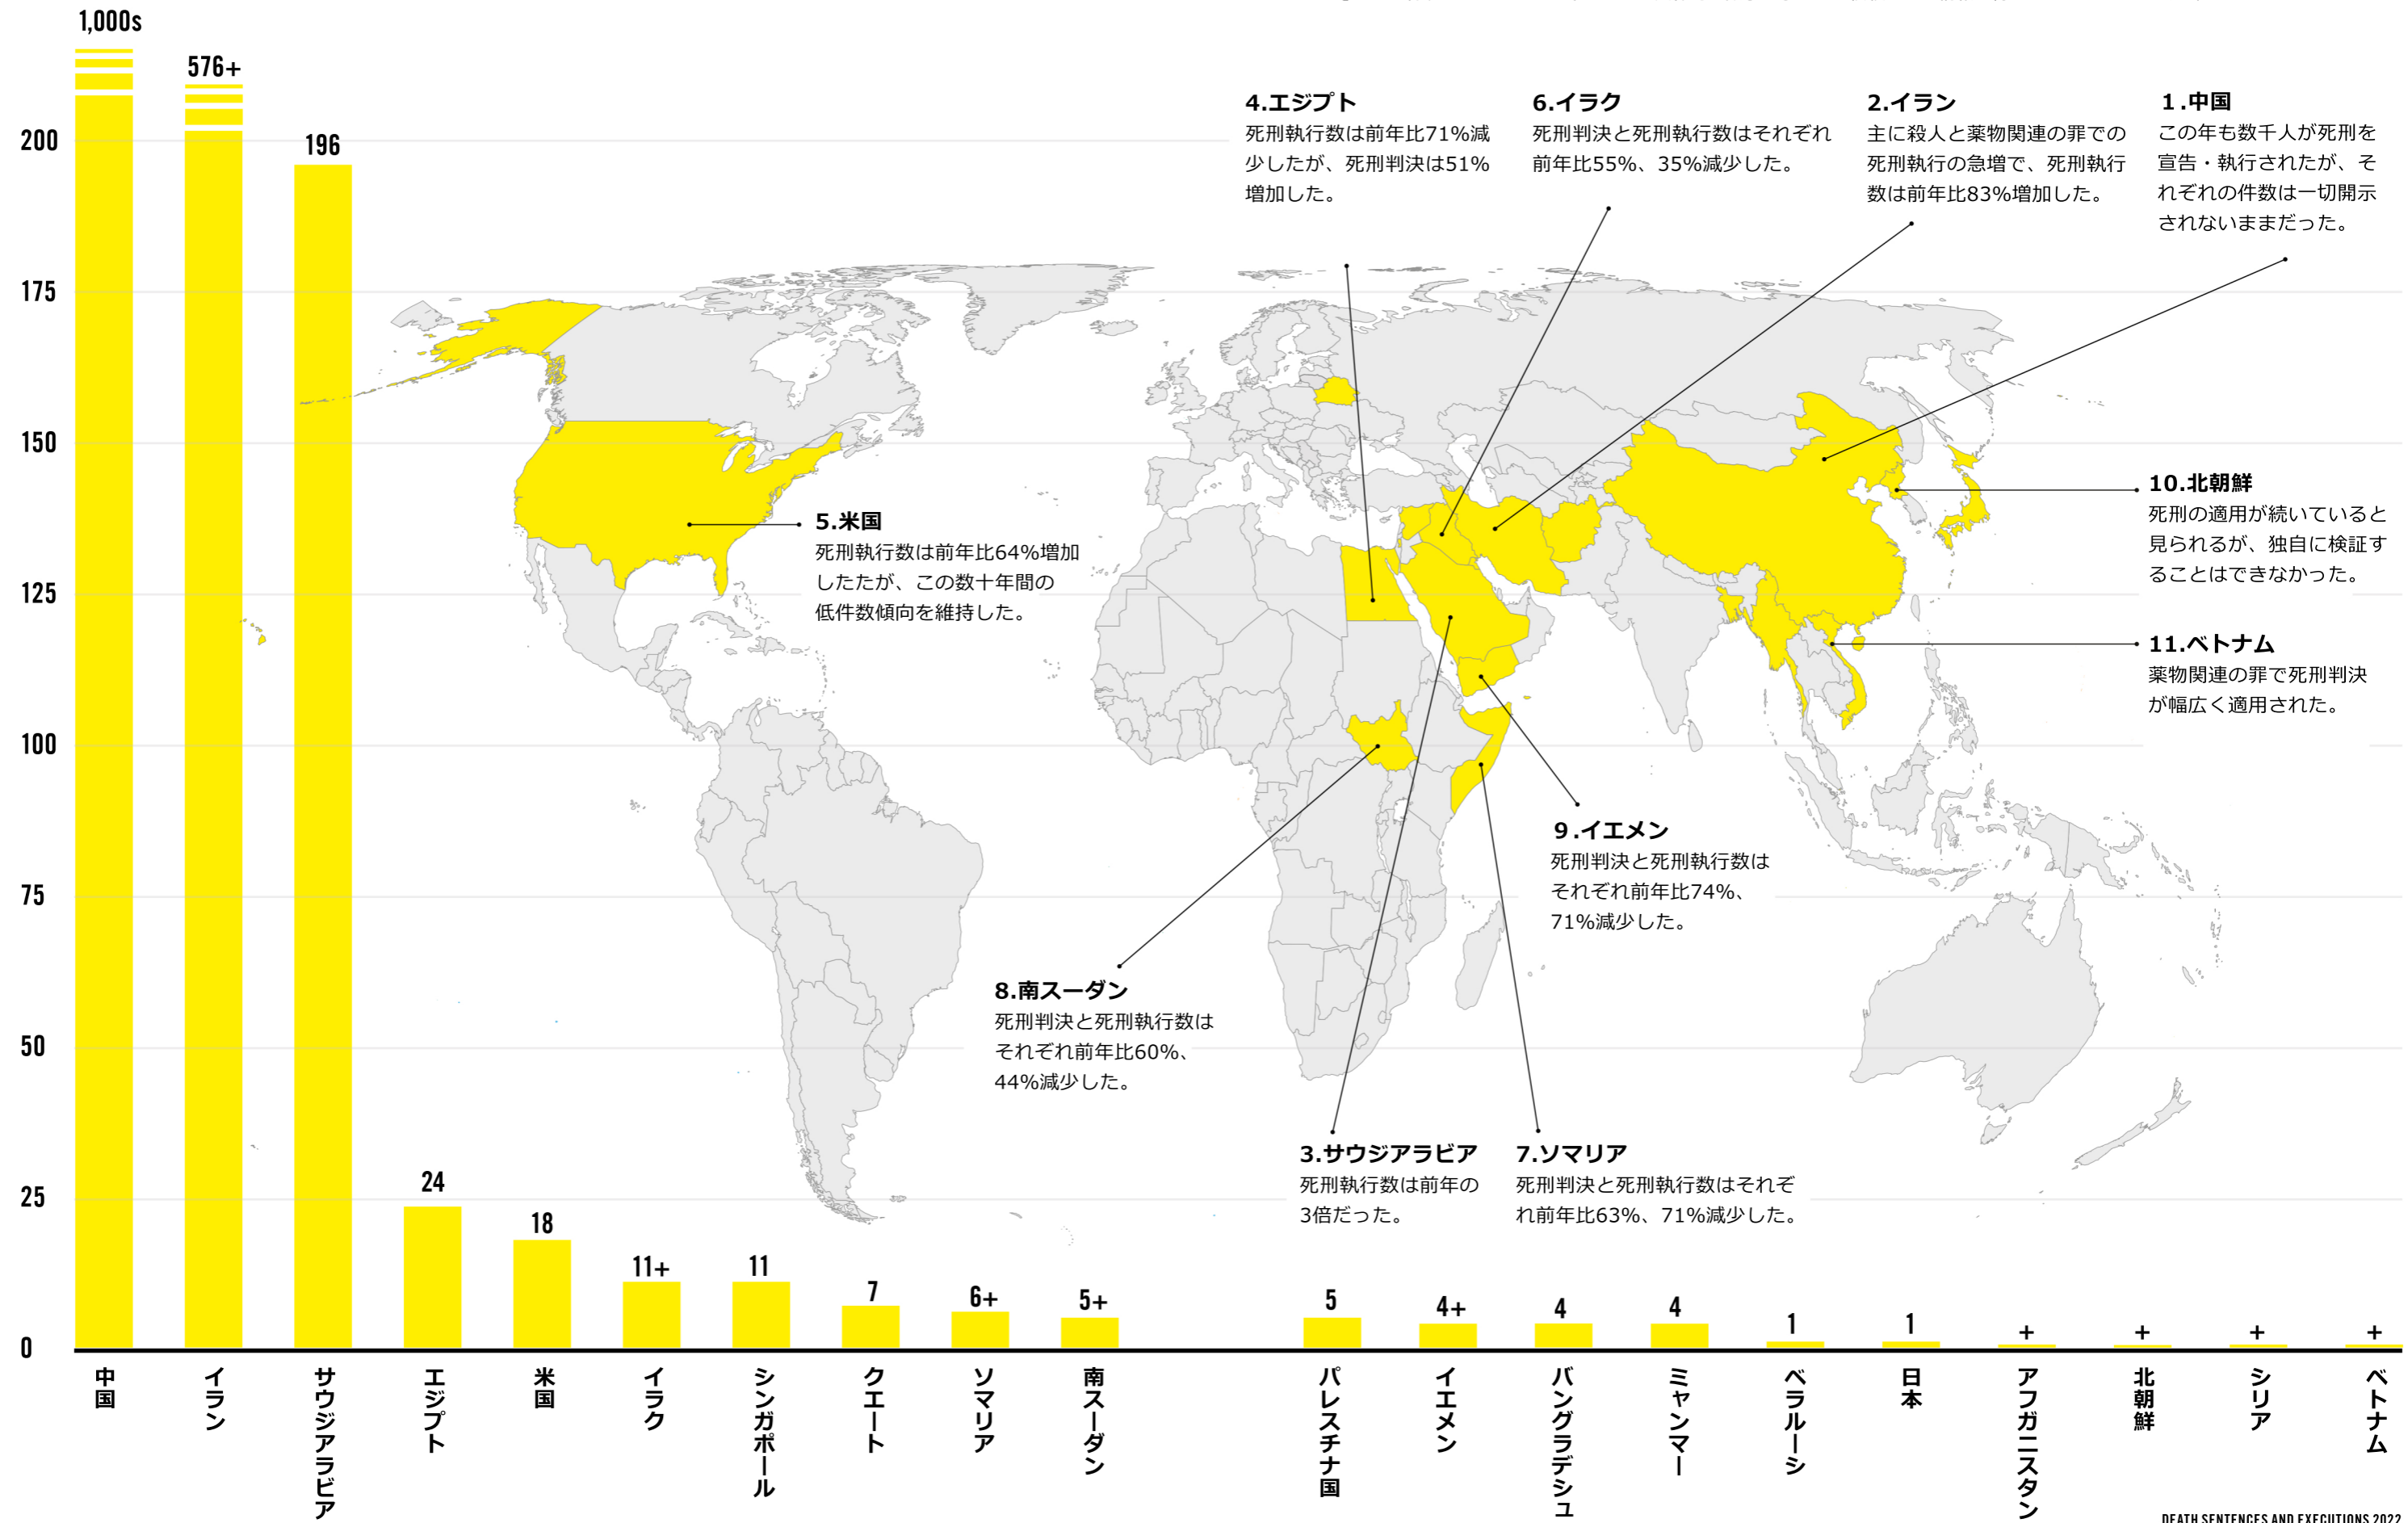 1,000s
576+
196
24
18
11+
11
7
6+
5+
5
4+
4
4
1
1
+
+
+
+
200
175
150
125
100
75
50
25
0
4.エジプト
死刑執行数は前年比71%減
少したが、死刑判決は51%
増加した。
6.イラク
死刑判決と死刑執行数はそれぞれ
前年比55%、35%減少した。
2.イラン
主に殺人と薬物関連の罪での
死刑執行の急増で、死刑執行
数は前年比83%増加した。
1.中国
この年も数千人が死刑を
宣告・執行されたが、そ
れぞれの件数は一切開示
されないままだった。
5.米国
死刑執行数は前年比64%増加
したたが、この数十年間の
低件数傾向を維持した。
10.北朝鮮
死刑の適用が続いていると
見られるが、独自に検証す
ることはできなかった。
11.ベトナム
薬物関連の罪で死刑判決
が幅広く適用された。
9.イエメン
死刑判決と死刑執行数は
それぞれ前年比74%、
71%減少した。
8.南スーダン
死刑判決と死刑執行数は
それぞれ前年比60%、
44%減少した。
3.サウジアラビア
死刑執行数は前年の
3倍だった。
7.ソマリア
死刑判決と死刑執行数はそれぞ
れ前年比63%、71%減少した。
中国
イラン
サウジアラビア
エジプト
米国
イラク
シンガポール
クエート
ソマリア
南スーダン
パレスチナ国
イエメン
バングラデシュ
ミャンマー
ベラルーシ
日本
アフガニスタン
北朝鮮
シリア
ベトナム
DEATH SENTENCES AND EXECUTIONS 2022